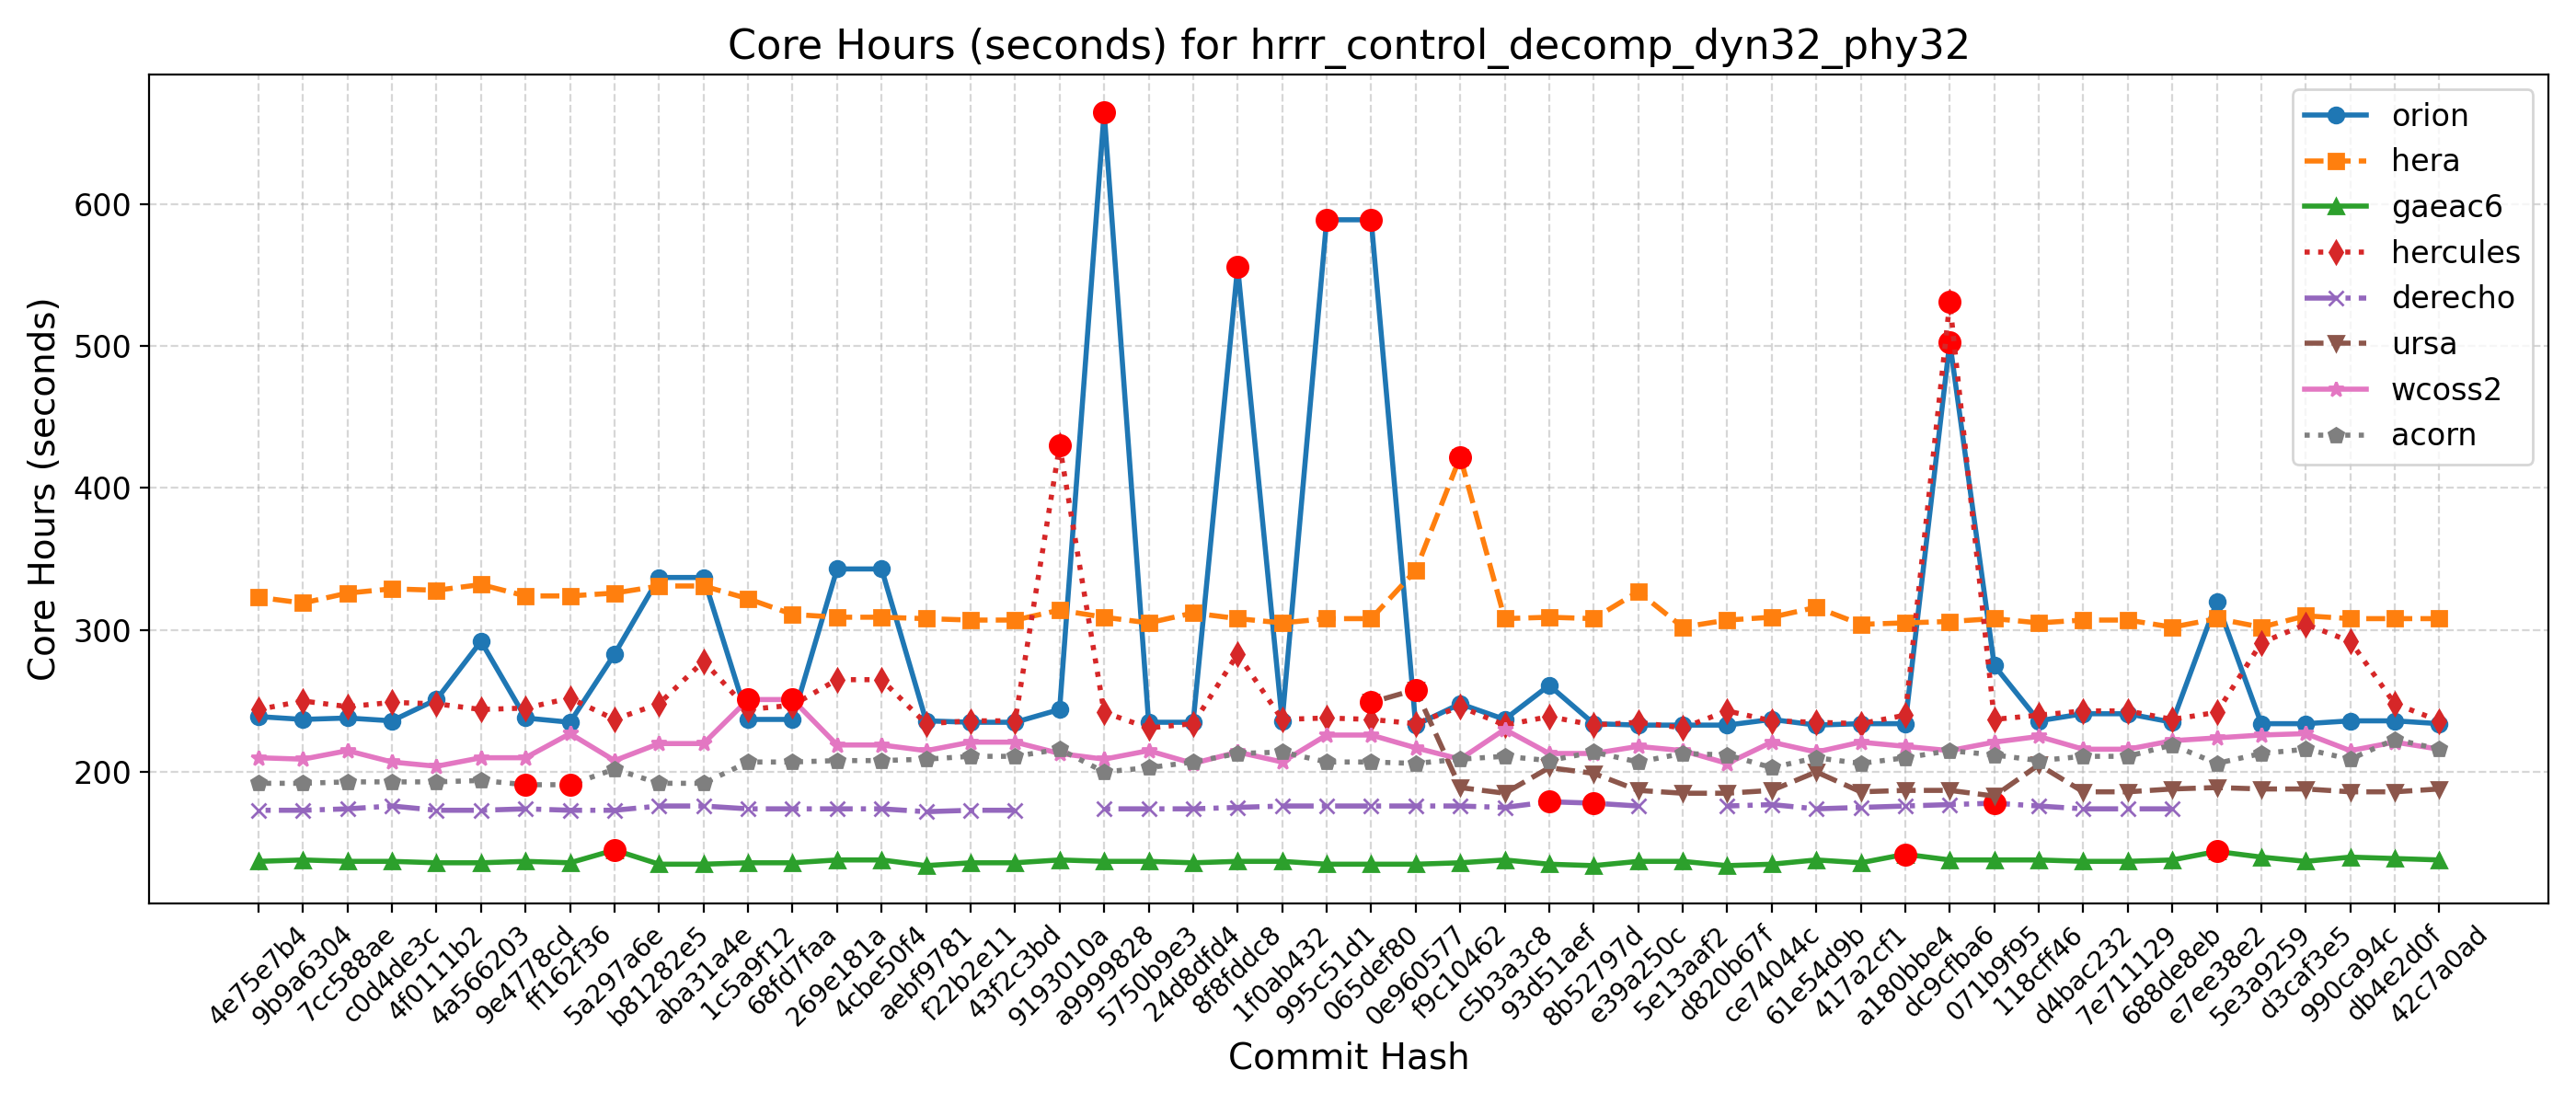 Core Hours (seconds) for hrrr_control_decomp_dyn32_phy32
Core Hours (seconds)
600
500
400
300
200
orion
hera
gaeac6
hercules
derecho
ursa
wcoss2
acorn
4e75e7b4
9b9a6304
7cc588ae
c0d4de3c
4f0111b2
4a566203
9e4778cd
ff162f36
5a297a6e
b81282e5
aba31a4e
1c5a9f12
68fd7faa
269e181a
4cbe50f4
aebf9781
f22b2e11
43f2c3bd
9193010a
a9999828
5750b9e3
24d8dfd4
8f8fddc8
1f0ab432
995c51d1
065def80
0e960577
f9c10462
c5b3a3c8
93d51aef
8b52797d
e39a250c
5e13aaf2
d820b67f
ce74044c
61e54d9b
417a2cf1
a180bbe4
dc9cfba6
071b9f95
118cff46
d4bac232
7e711129
688de8eb
e7ee38e2
5e3a9259
d3caf3e5
990ca94c
db4e2d0f
42c7a0ad
Commit Hash